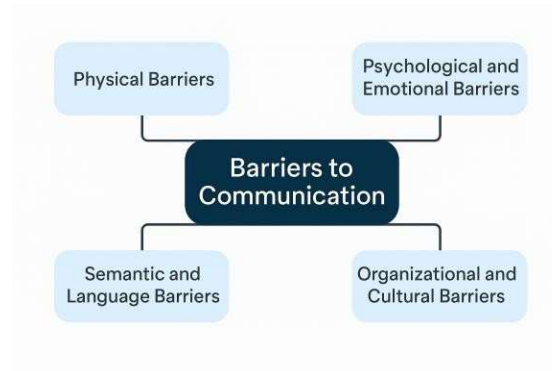 Physical Barriers
Psychological and
Emotional Barriers
Barriers to
Communication
Semantic and
Language Barriers
Organizational and
Cultural Barriers